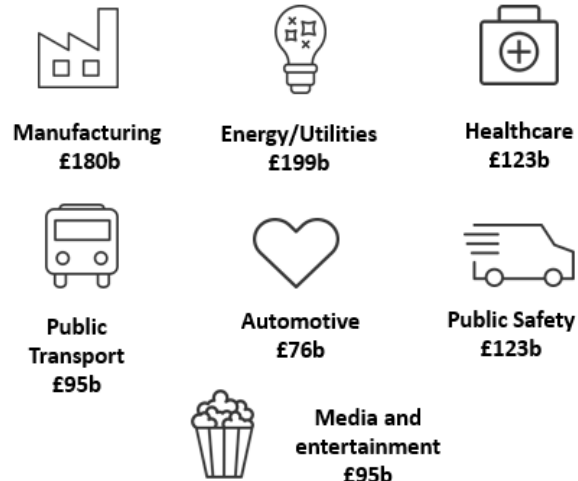 Manufacturing
£180b
Energy/Utilities
£199b
Healthcare
£123b
Public
Transport
£95b
Automotive
£76b
Public Safety
£123b
Media and
entertainment
£95b